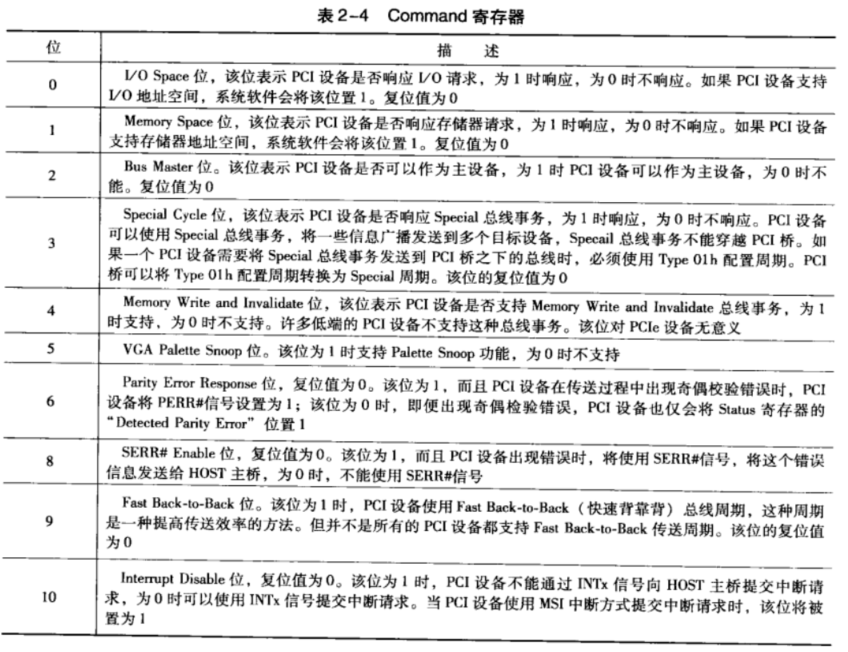 表 2-4 Command 寄存器
位 描 述
0 I/O Space 位，该位表示 PCI 设备是否响应 I/O 请求，为 1 时响应，为 0 时不响应。如果 PCI 设备支持
I/O 地址空间，系统软件会将该位置 1。复位值为 0
1 Memory Space 位，该位表示 PCI 设备是否响应存储器请求，为 1 时响应，为 0 时不响应。如果 PCI 设备
支持存储器地址空间，系统软件会将该位置 1。复位值为 0
2 Bus Master 位。该位表示 PCI 设备是否可以作为主设备，为 1 时 PCI 设备可以作为主设备，为 0 时不
能。复位值为 0
3 Special Cycle 位，该位表示 PCI 设备是否响应 Special 总线事务，为 1 时响应，为 0 时不响应。PCI 设备
可以使用 Special 总线事务，将一些信息广播发送到多个目标设备，Specail 总线事务不能穿越 PCI 桥。如
果一个 PCI 设备需要将 Special 总线事务发送到 PCI 桥之下的总线时，必须使用 Type 01h 配置周期。PCI
桥可以将 Type 01h 配置周期转换为 Special 周期。该位的复位值为 0
4 Memory Write and Invalidate 位，该位表示 PCI 设备是否支持 Memory Write and Invalidate 总线事务，为 1
时支持，为 0 时不支持。许多低端的 PCI 设备不支持这种总线事务。该位对 PCIe 设备无意义
5 VGA Palette Snoop 位。该位为 1 时支持 Palette Snoop 功能，为 0 时不支持
6 Parity Error Response 位，复位值为 0。该位为 1，而且 PCI 设备在传送过程中出现奇偶校验错误时，PCI
设备将 PERR#信号设置为 1；该位为 0 时，即便出现奇偶检验错误，PCI 设备也仅会将 Status 寄存器的
“Detected Parity Error” 位置 1
8 SERR# Enable 位，复位值为 0。该位为 1，而且 PCI 设备出现错误时，将使用 SERR#信号，将这个错误
信息发送给 HOST 主桥，为 0 时，不能使用 SERR#信号
9 Fast Back-to-Back 位。该位为 1 时，PCI 设备使用 Fast Back-to-Back（快速背靠背）总线周期，这种周期
是一种提高传送效率的方法。但并不是所有的 PCI 设备都支持 Fast Back-to-Back 传送周期。该位的复位值
为 0
10 Interrupt Disable 位，复位值为 0。该位为 1 时，PCI 设备不能通过 INTx 信号向 HOST 主桥提交中断请
求，为 0 时可以使用 INTx 信号提交中断请求。当 PCI 设备使用 MSI 中断方式提交中断请求时，该位将被
置为 1